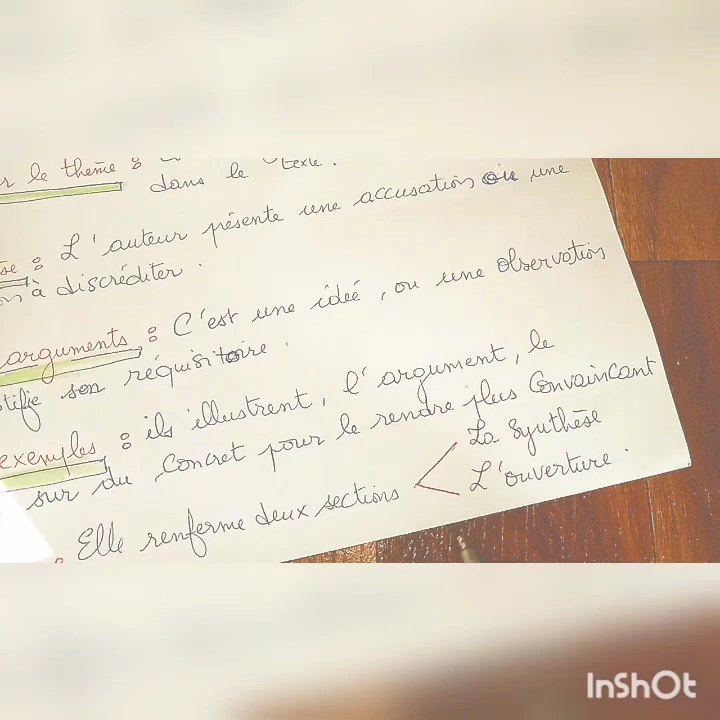 le thème :
dans le texte.
L'auteur présente une accusation ou une
à discréditer.
arguments : C'est une idéé, ou une observation
son réquisitoire.
exemples : ils illustrent, l'argument, le
sur du concret pour le rendre plus convaincant
Elle renferme deux sections
La Synthèse
L'ouverture.
InShOt